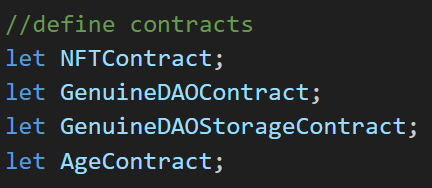 //define contracts
let NFTContract;
let GenuineDAOContract;
let GenuineDAOStorageContract;
let AgeContract;